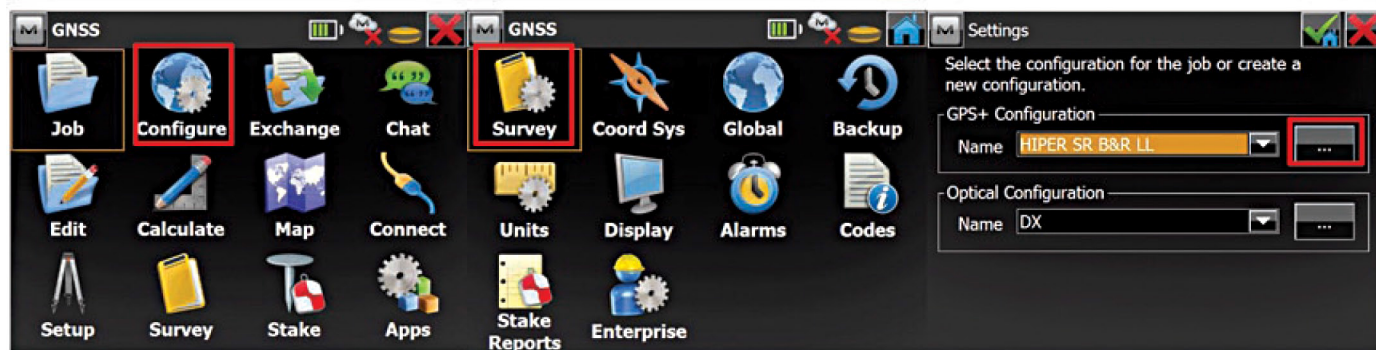 GNSS
Job
Configure
Exchange
Chat
Edit
Calculate
Map
Connect
Setup
Survey
Stake
Apps
GNSS
Survey
Coord Sys
Global
Backup
Units
Display
Alarms
Codes
Stake
Reports
Enterprise
Settings
Select the configuration for the job or create a
new configuration.
GPS+ Configuration
Name HIPER SR B&R LL ...
Optical Configuration
Name DX ...